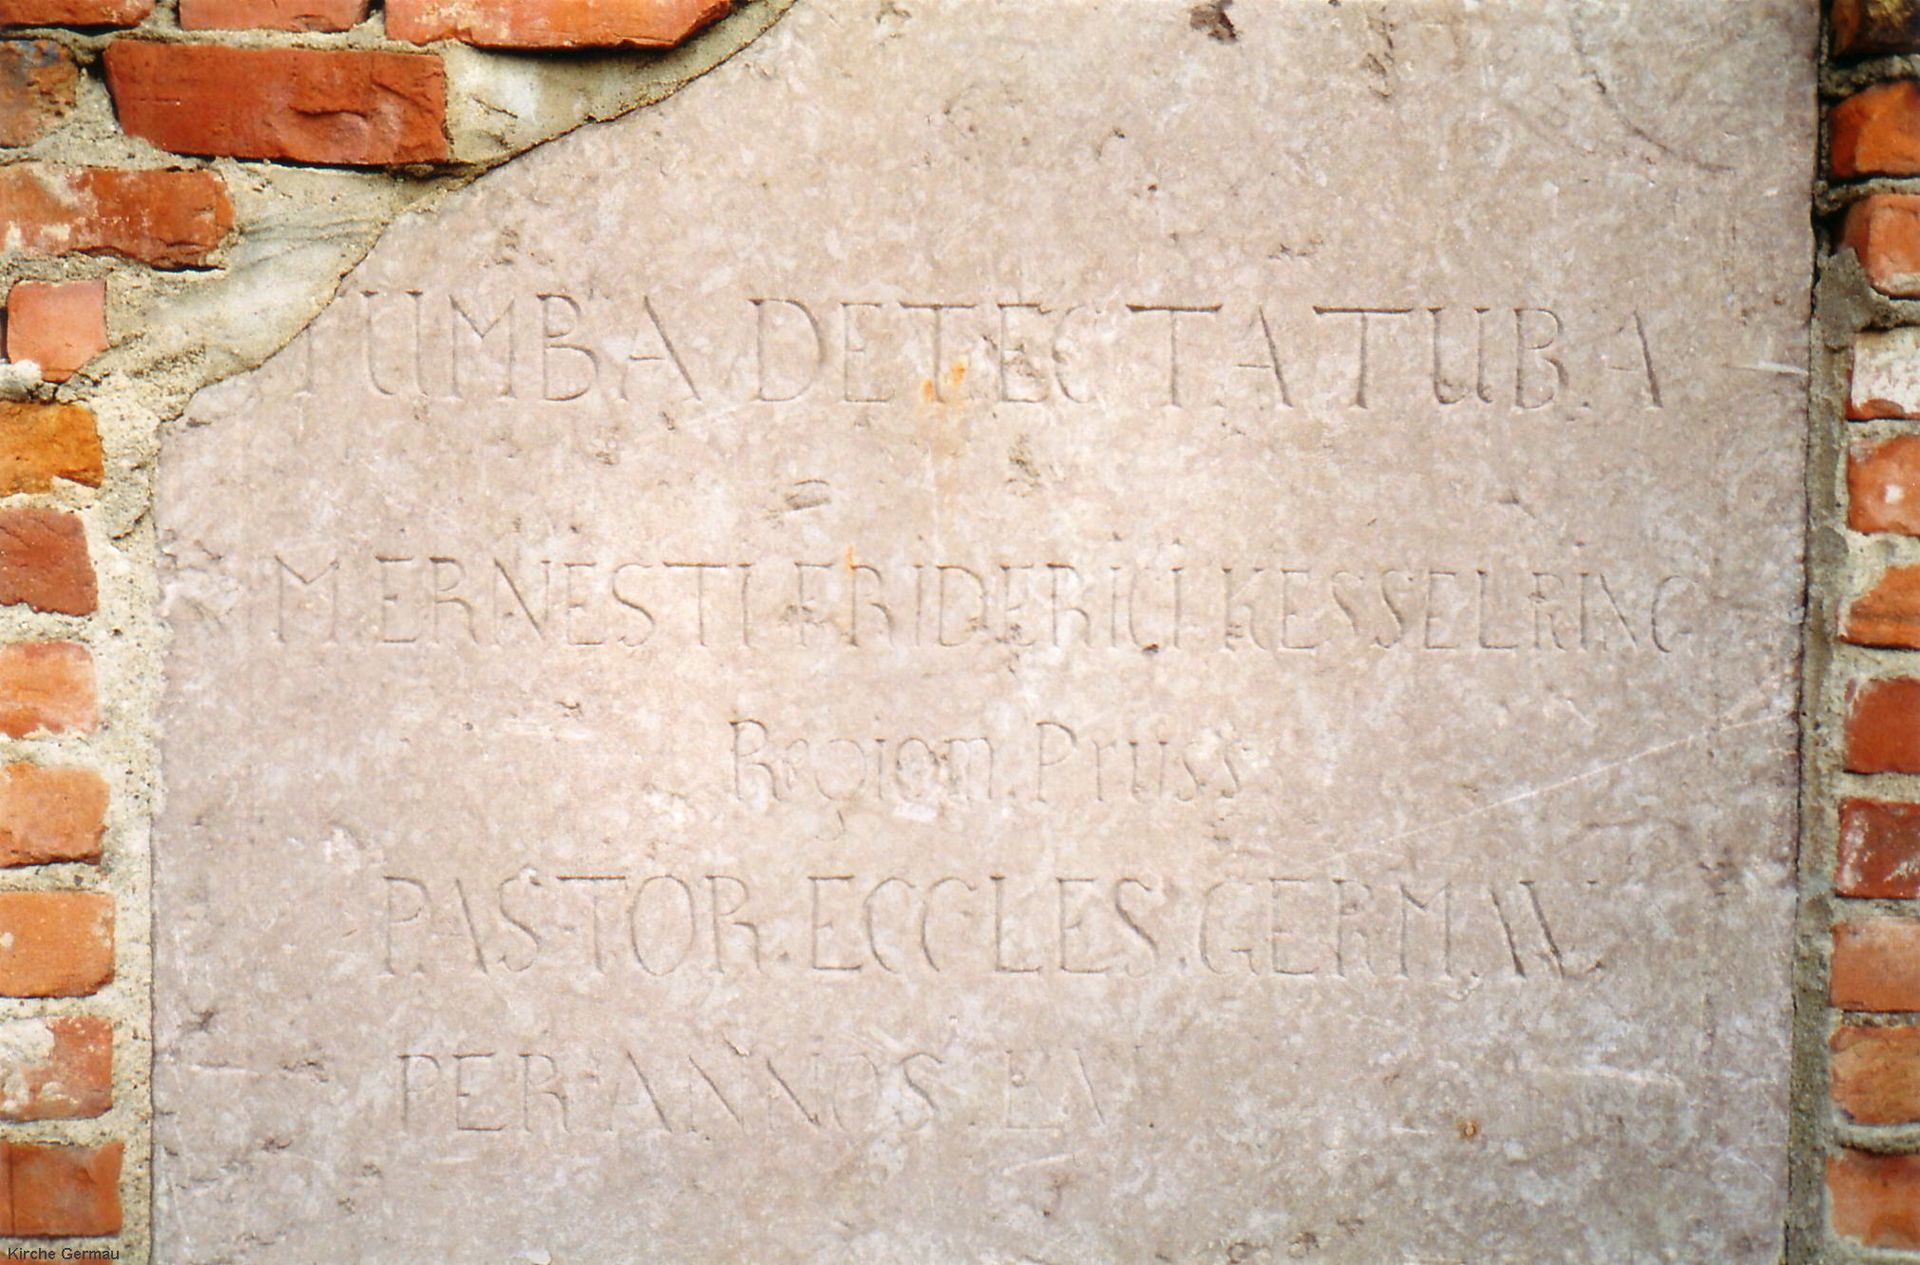 TUMBA DETECTA TUBA
M. ERNESTI FRIDERICI KESSELRING
Regiom. Pruss
PASTOR. ECCLES. GERMAV
PER ANNOS
Kirche Germau